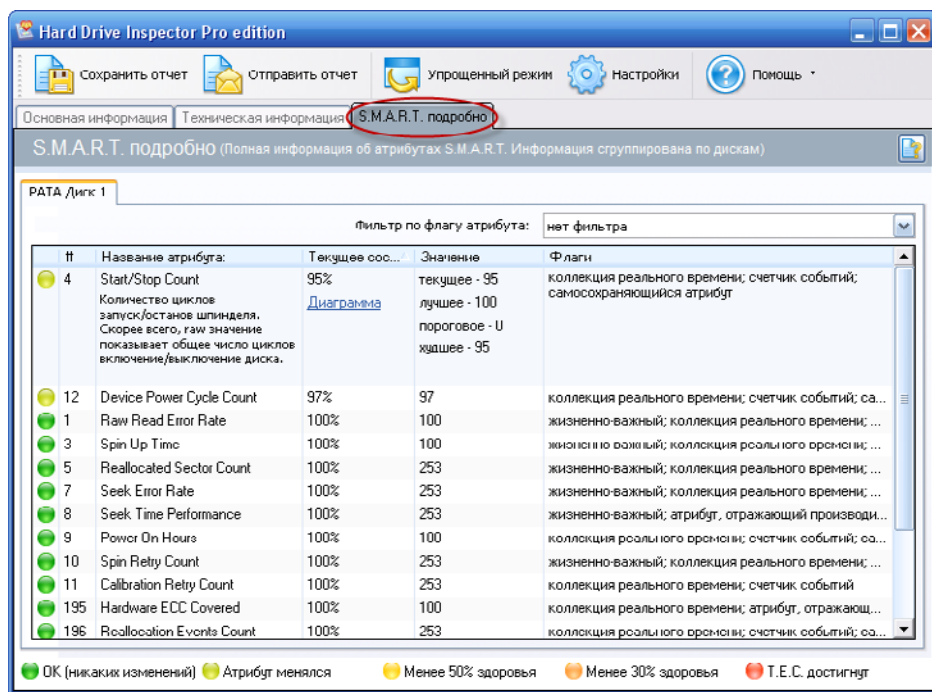 Hard Drive Inspector Pro edition
Сохранить отчет Отправить отчет Упрощенный режим Настройки Помощь
Основная информация Техническая информация S.M.A.R.T. подробно
S.M.A.R.T. подробно (Полная информация об атрибутах S.M.A.R.T. Информация сгруппирована по дискам)
PATA Диск 1
Фильтр по флагу атрибута: нет фильтра
# Название атрибута: Текущее сос... Значение Флаги
4 Start/Stop Count 95% текущее - 95 коллекция реального времени; счетчик событий;
самосохраняющийся атрибут
Количество циклов Диаграмма лучшее - 100
запуск/останов шпинделя.
Скорее всего, raw значение пороговое - 0
показывает общее число циклов худшее - 95
включение/выключение диска.
12 Device Power Cycle Count 97% 97 коллекция реального времени; счетчик событий; са...
1 Raw Read Error Rate 100% 100 жизненно-важный; коллекция реального времени; ...
3 Spin Up Time 100% 100 жизненно-важный; коллекция реального времени; ...
5 Reallocated Sector Count 100% 253 жизненно-важный; коллекция реального времени; ...
7 Seek Error Rate 100% 253 жизненно-важный; коллекция реального времени; ...
8 Seek Time Performance 100% 253 жизненно-важный; атрибут, отражающий производи...
9 Power On Hours 100% 100 коллекция реального времени; счетчик событий; са...
10 Spin Retry Count 100% 253 жизненно-важный; коллекция реального времени; ...
11 Calibration Retry Count 100% 253 коллекция реального времени; счетчик событий
195 Hardware ECC Covered 100% 100 коллекция реального времени; атрибут, отражающ...
196 Reallocation Events Count 100% 253 коллекция реального времени; счетчик событий; са...
OK (никаких изменений) Атрибут менялся Менее 50% здоровья Менее 30% здоровья T.E.C. достигнут